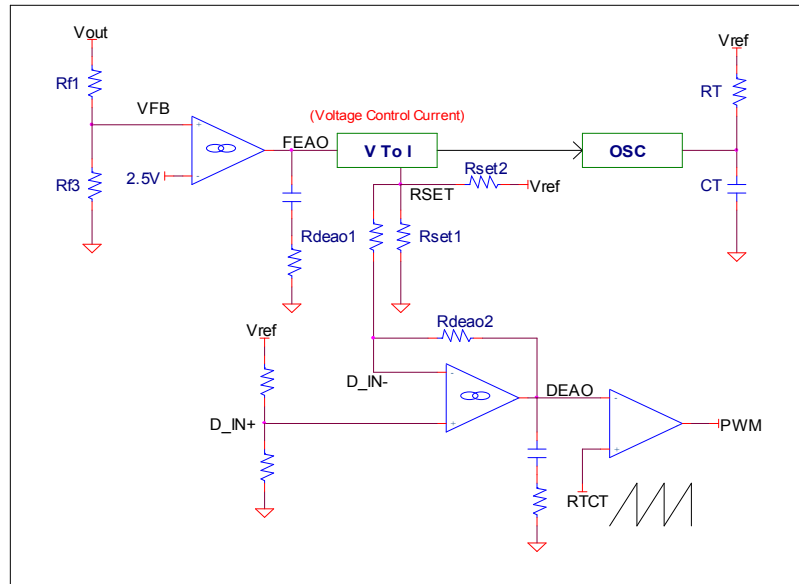 Vout
Vref
Rf1
RT
VFB
(Voltage Control Current)
+
FEAO
V To I
OSC
Rset2
2.5V
-
Rf3
RSET
Vref
CT
Rdeao1
Rset1
Vref
Rdeao2
D_IN-
-
DEAO
-
D_IN+
+
PWM
+
RTCT